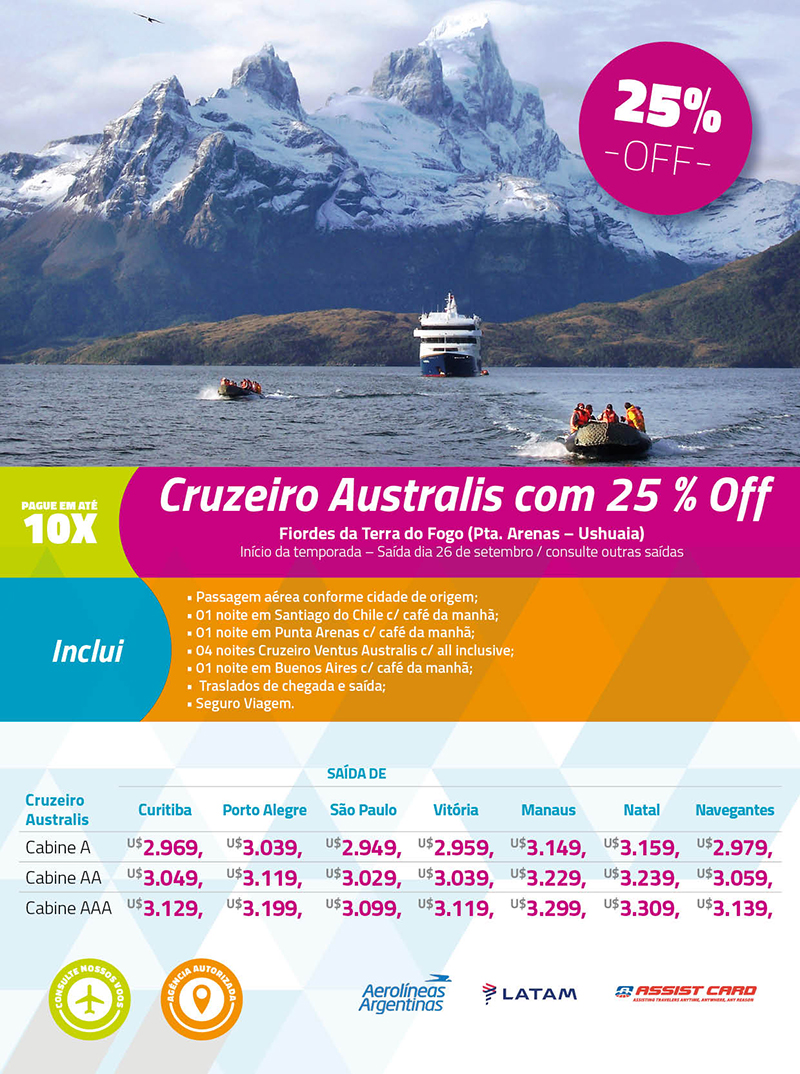 25%
-OFF-
PAGUE EM ATÉ
10X
Cruzeiro Australis com 25 % Off
Fiordes da Terra do Fogo (Pta. Arenas – Ushuaia)
Início da temporada – Saída dia 26 de setembro / consulte outras saídas
Inclui
• Passagem aérea conforme cidade de origem;
• 01 noite em Santiago do Chile c/ café da manhã;
• 01 noite em Punta Arenas c/ café da manhã;
• 04 noites Cruzeiro Ventus Australis c/ all inclusive;
• 01 noite em Buenos Aires c/ café da manhã;
• Traslados de chegada e saída;
• Seguro Viagem.
SAÍDA DE
Cruzeiro
Australis
Curitiba Porto Alegre São Paulo Vitória Manaus Natal Navegantes
Cabine A U$2.969, U$3.039, U$2.949, U$2.959, U$3.149, U$3.159, U$2.979,
Cabine AA U$3.049, U$3.119, U$3.029, U$3.039, U$3.229, U$3.239, U$3.059,
Cabine AAA U$3.129, U$3.199, U$3.099, U$3.119, U$3.299, U$3.309, U$3.139,
CONSULTE NOSSOS VOOS
AGÊNCIA AUTORIZADA
Aerolíneas
Argentinas
LATAM
ASSIST CARD
ASSISTING TRAVELERS ANYTIME, ANYWHERE, ANY REASON